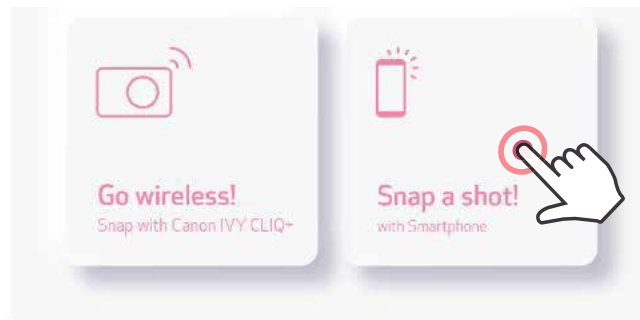 Go wireless!
Snap with Canon IVY CLIQ+
Snap a shot!
with Smartphone